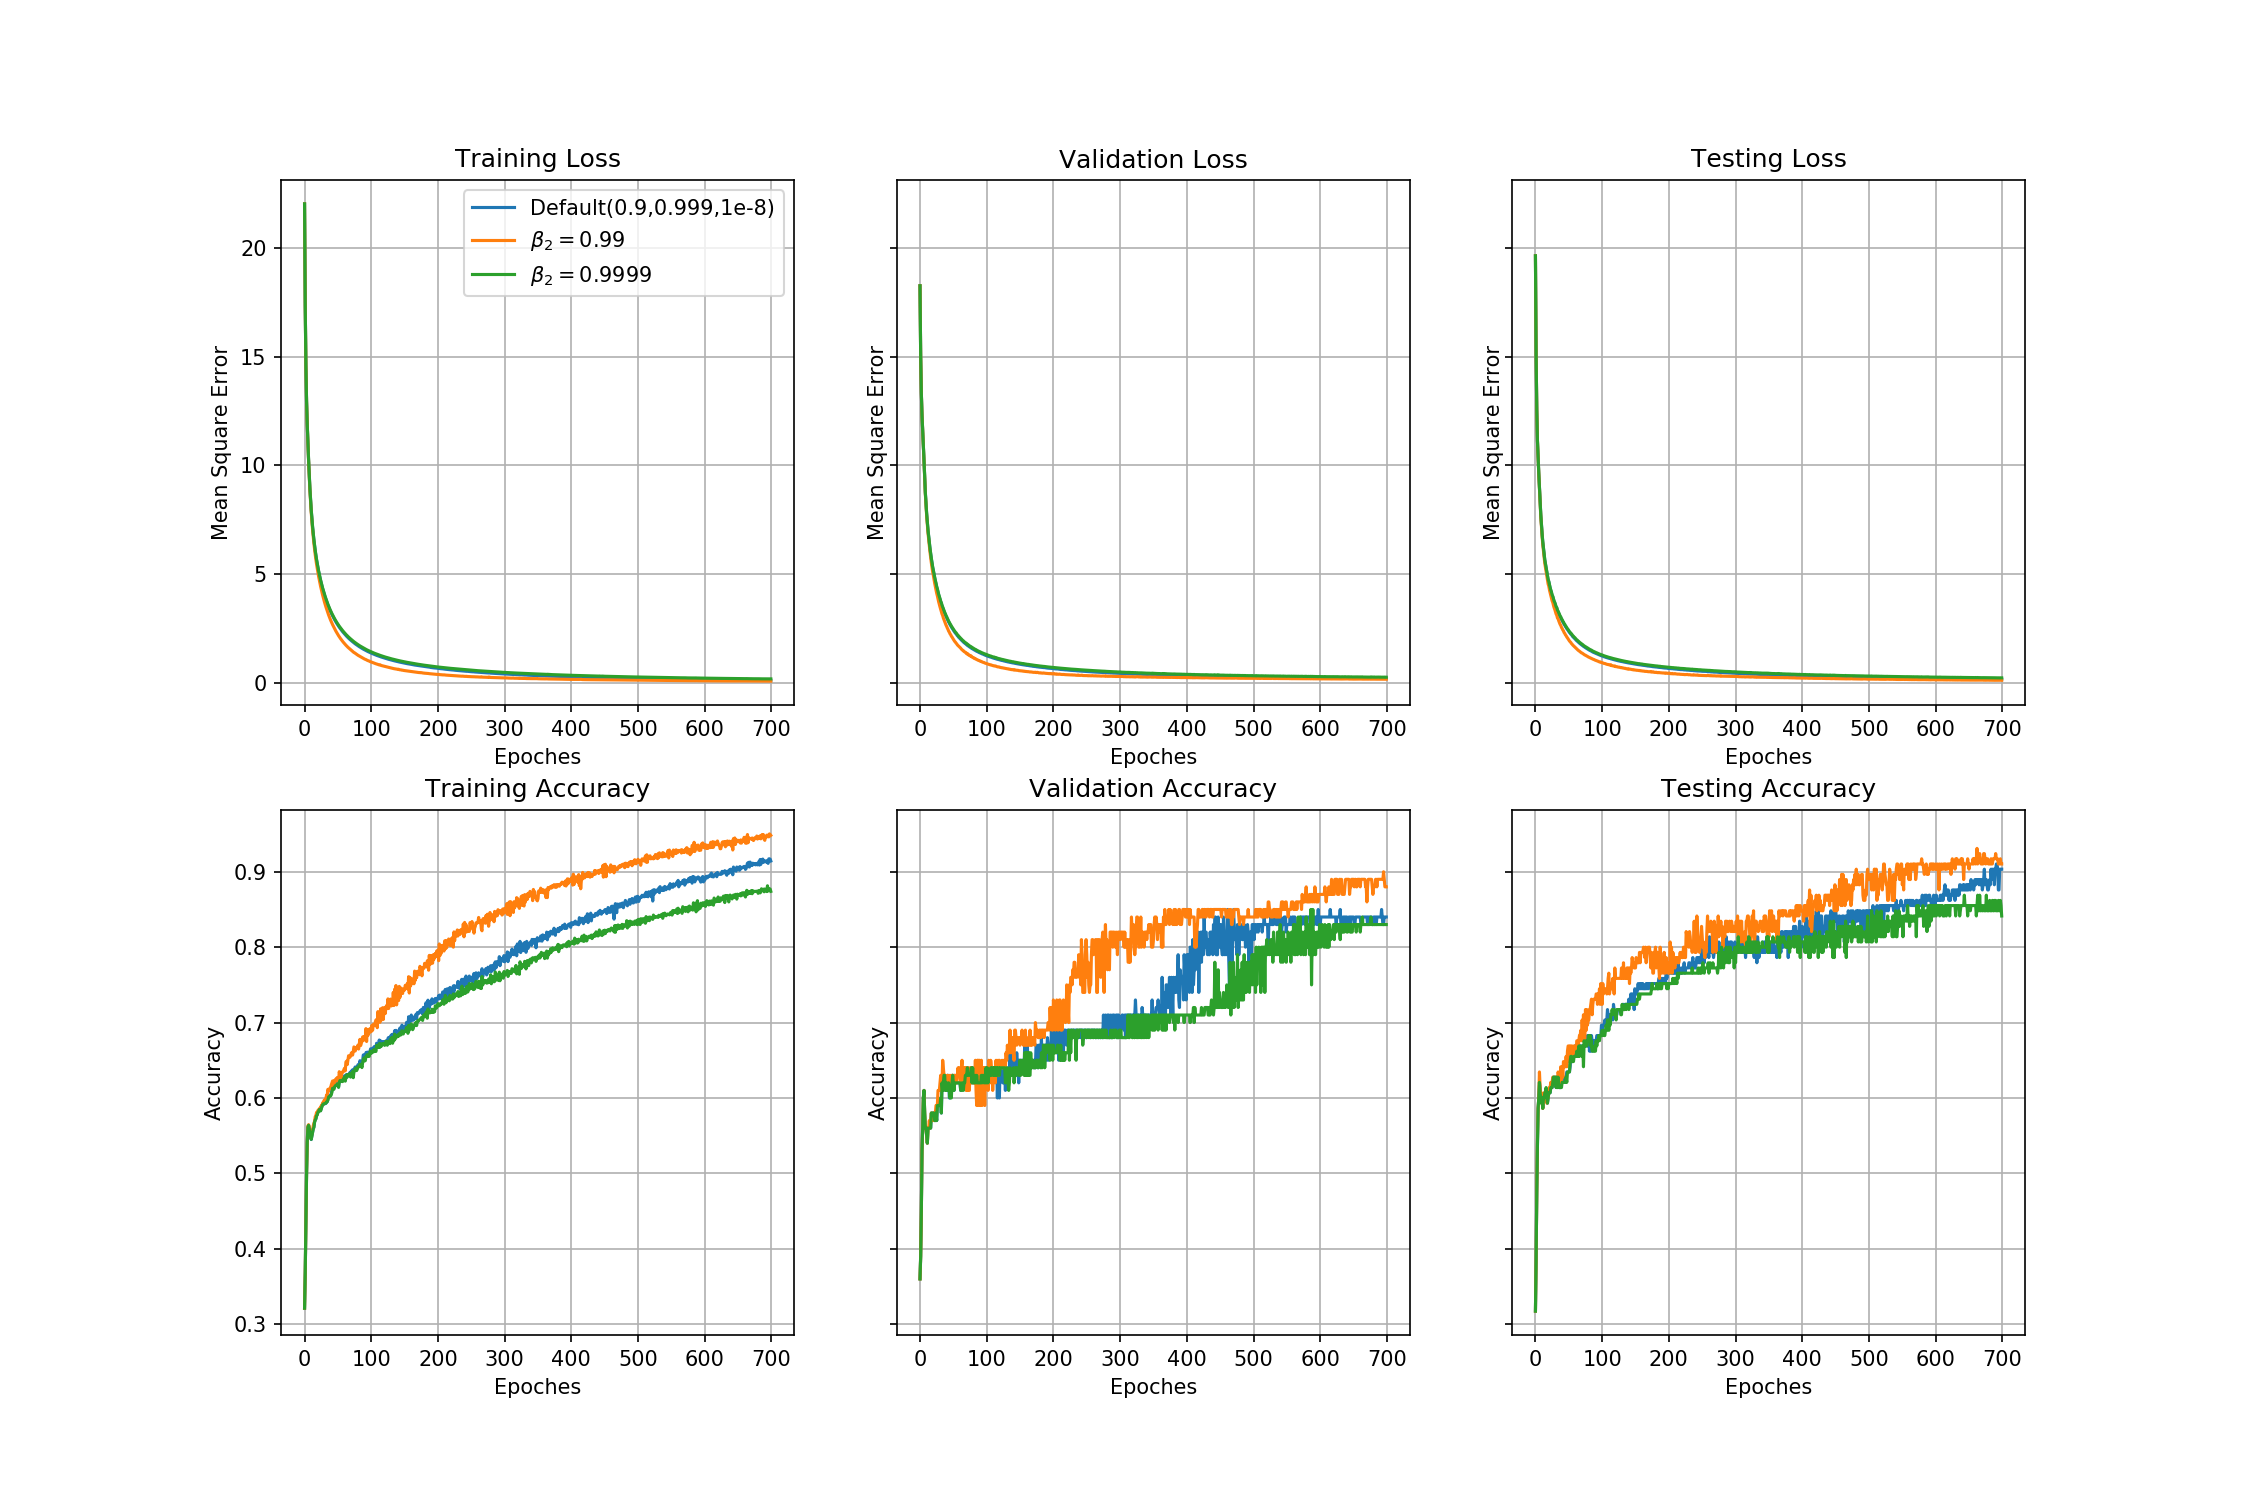 Training Loss
Validation Loss
Testing Loss
Default(0.9,0.999,1e-8)
β₂ = 0.99
β₂ = 0.9999
Mean Square Error
20
15
10
5
0
0 100 200 300 400 500 600 700
Epoches
Mean Square Error
0 100 200 300 400 500 600 700
Epoches
Mean Square Error
0 100 200 300 400 500 600 700
Epoches
Training Accuracy
Validation Accuracy
Testing Accuracy
Accuracy
0.9
0.8
0.7
0.6
0.5
0.4
0.3
0 100 200 300 400 500 600 700
Epoches
Accuracy
0 100 200 300 400 500 600 700
Epoches
Accuracy
0 100 200 300 400 500 600 700
Epoches